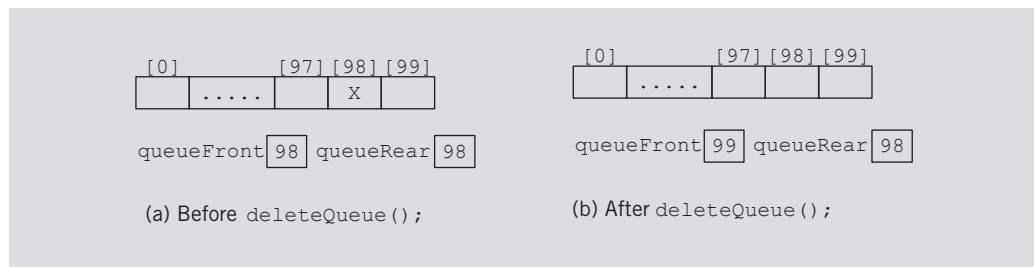 [0] [97] [98] [99]
..... X
queueFront 98 queueRear 98
(a) Before deleteQueue();
[0] [97] [98] [99]
.....
queueFront 99 queueRear 98
(b) After deleteQueue();